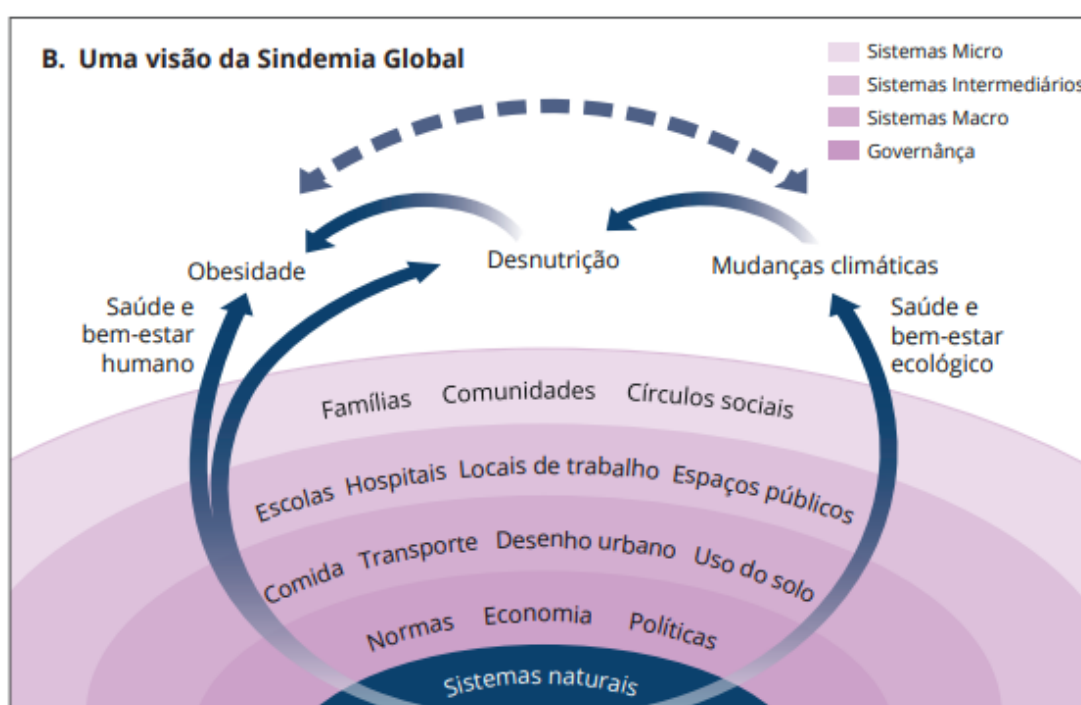 B. Uma visão da Sindemia Global
Sistemas Micro
Sistemas Intermediários
Sistemas Macro
Governânça
Obesidade
Desnutrição
Mudanças climáticas
Saúde e
bem-estar
humano
Saúde e
bem-estar
ecológico
Famílias Comunidades Círculos sociais
Escolas Hospitais Locais de trabalho Espaços públicos
Comida Transporte Desenho urbano Uso do solo
Normas Economia Políticas
Sistemas naturais